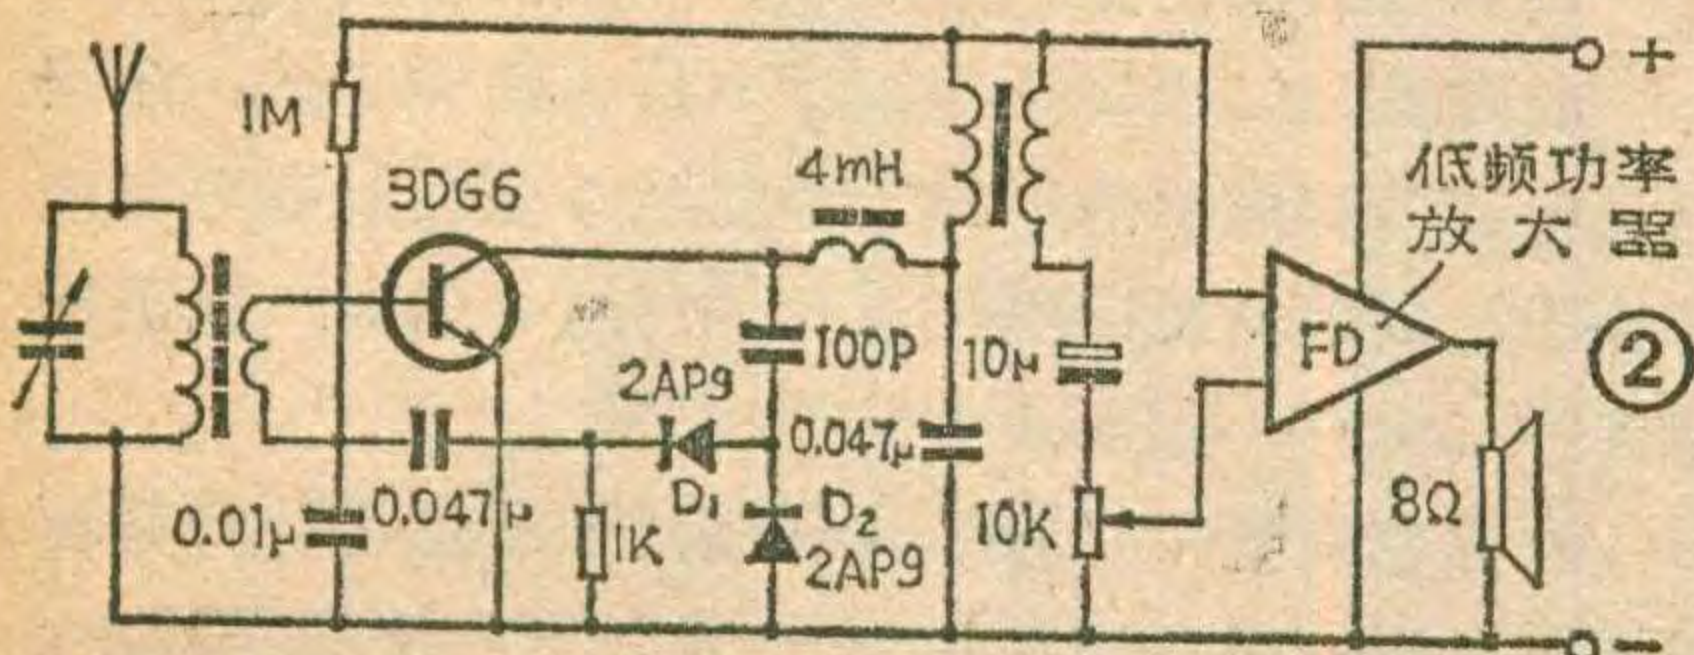 1M
3DG6
4mH
+
低频功率
放大器
2AP9
100P
10μ
FD
②
0.01μ
0.047μ
1K
D₁
D₂
2AP9
0.047μ
10K
8Ω
−